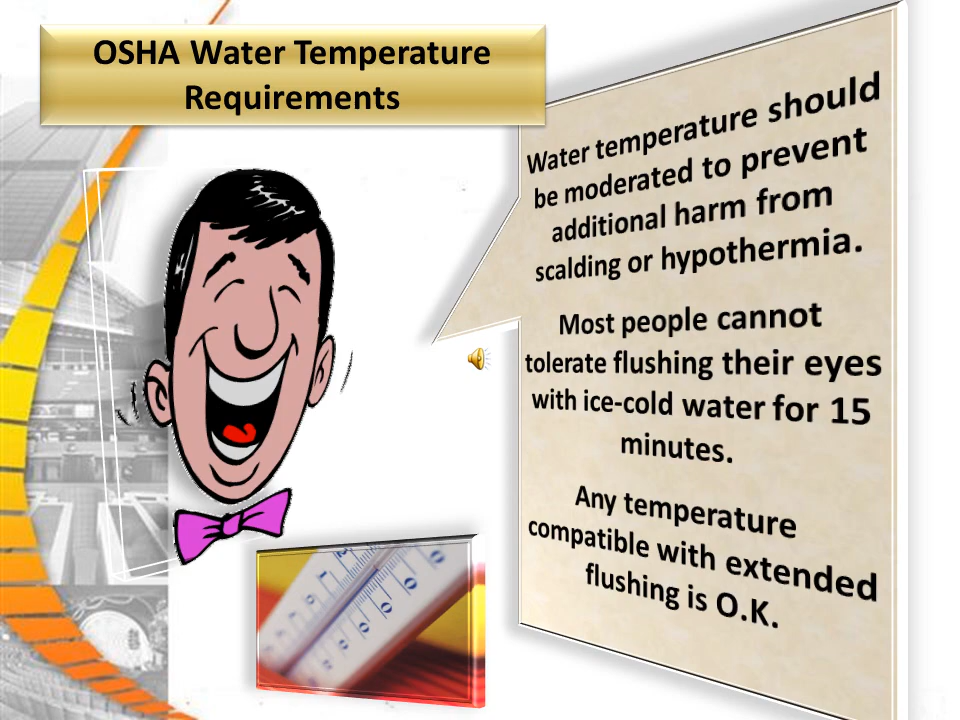 OSHA Water Temperature
Requirements
Water temperature should
be moderated to prevent
additional harm from
scalding or hypothermia.
Most people cannot
tolerate flushing their eyes
with ice-cold water for 15
minutes.
Any temperature
compatible with extended
flushing is O.K.